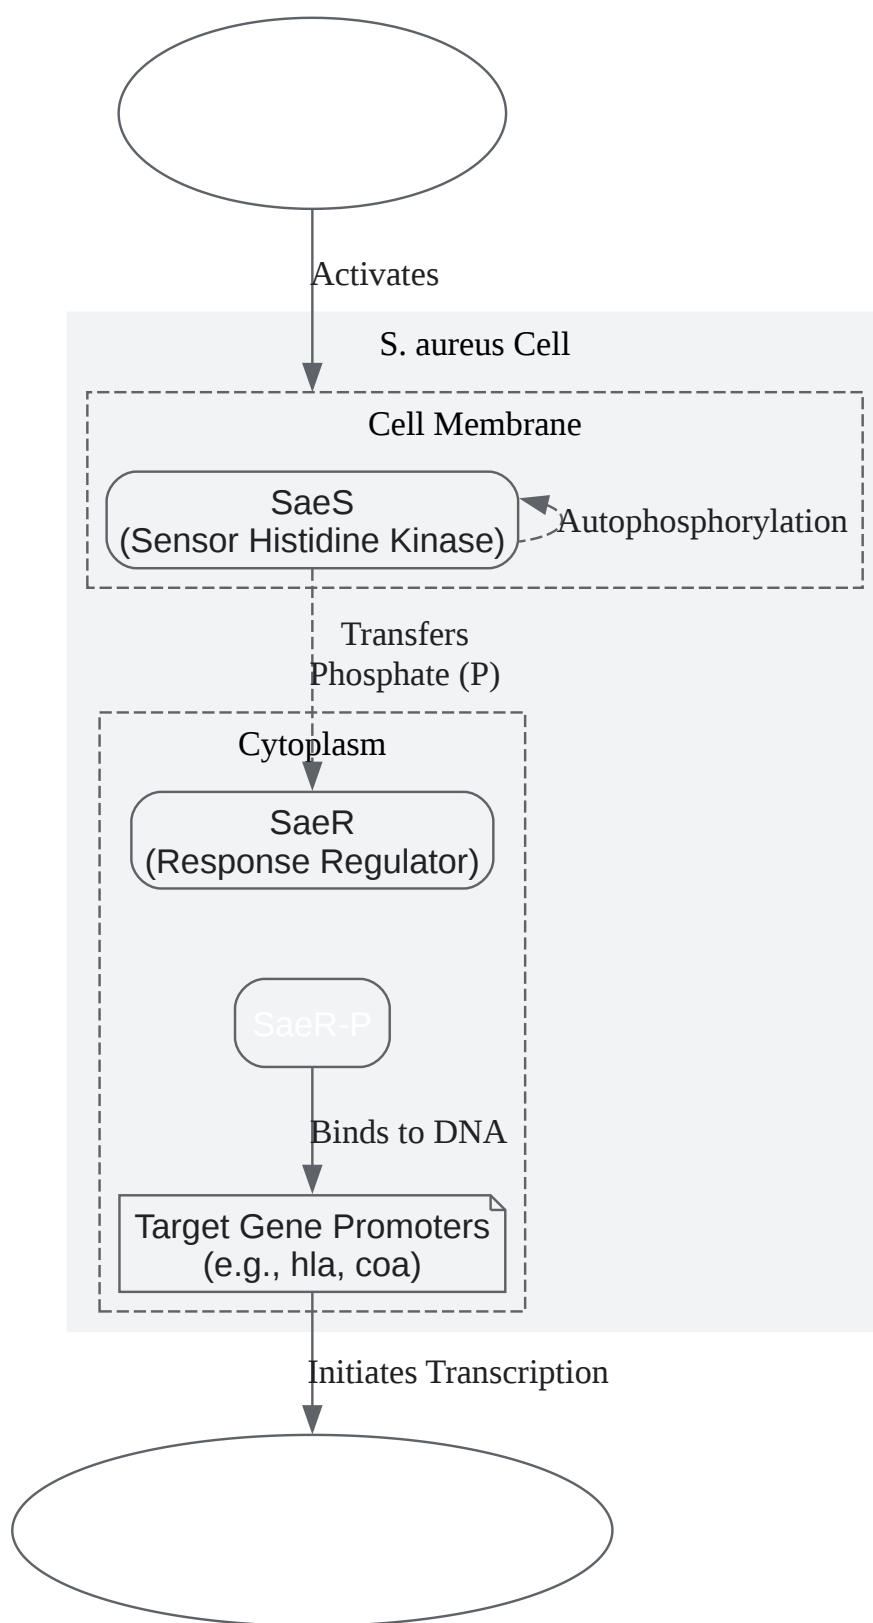 Activates
S. aureus Cell
Cell Membrane
SaeS
(Sensor Histidine Kinase)
Autophosphorylation
Transfers
Phosphate (P)
Cytoplasm
SaeR
(Response Regulator)
SaeR-P
Binds to DNA
Target Gene Promoters
(e.g., hla, coa)
Initiates Transcription